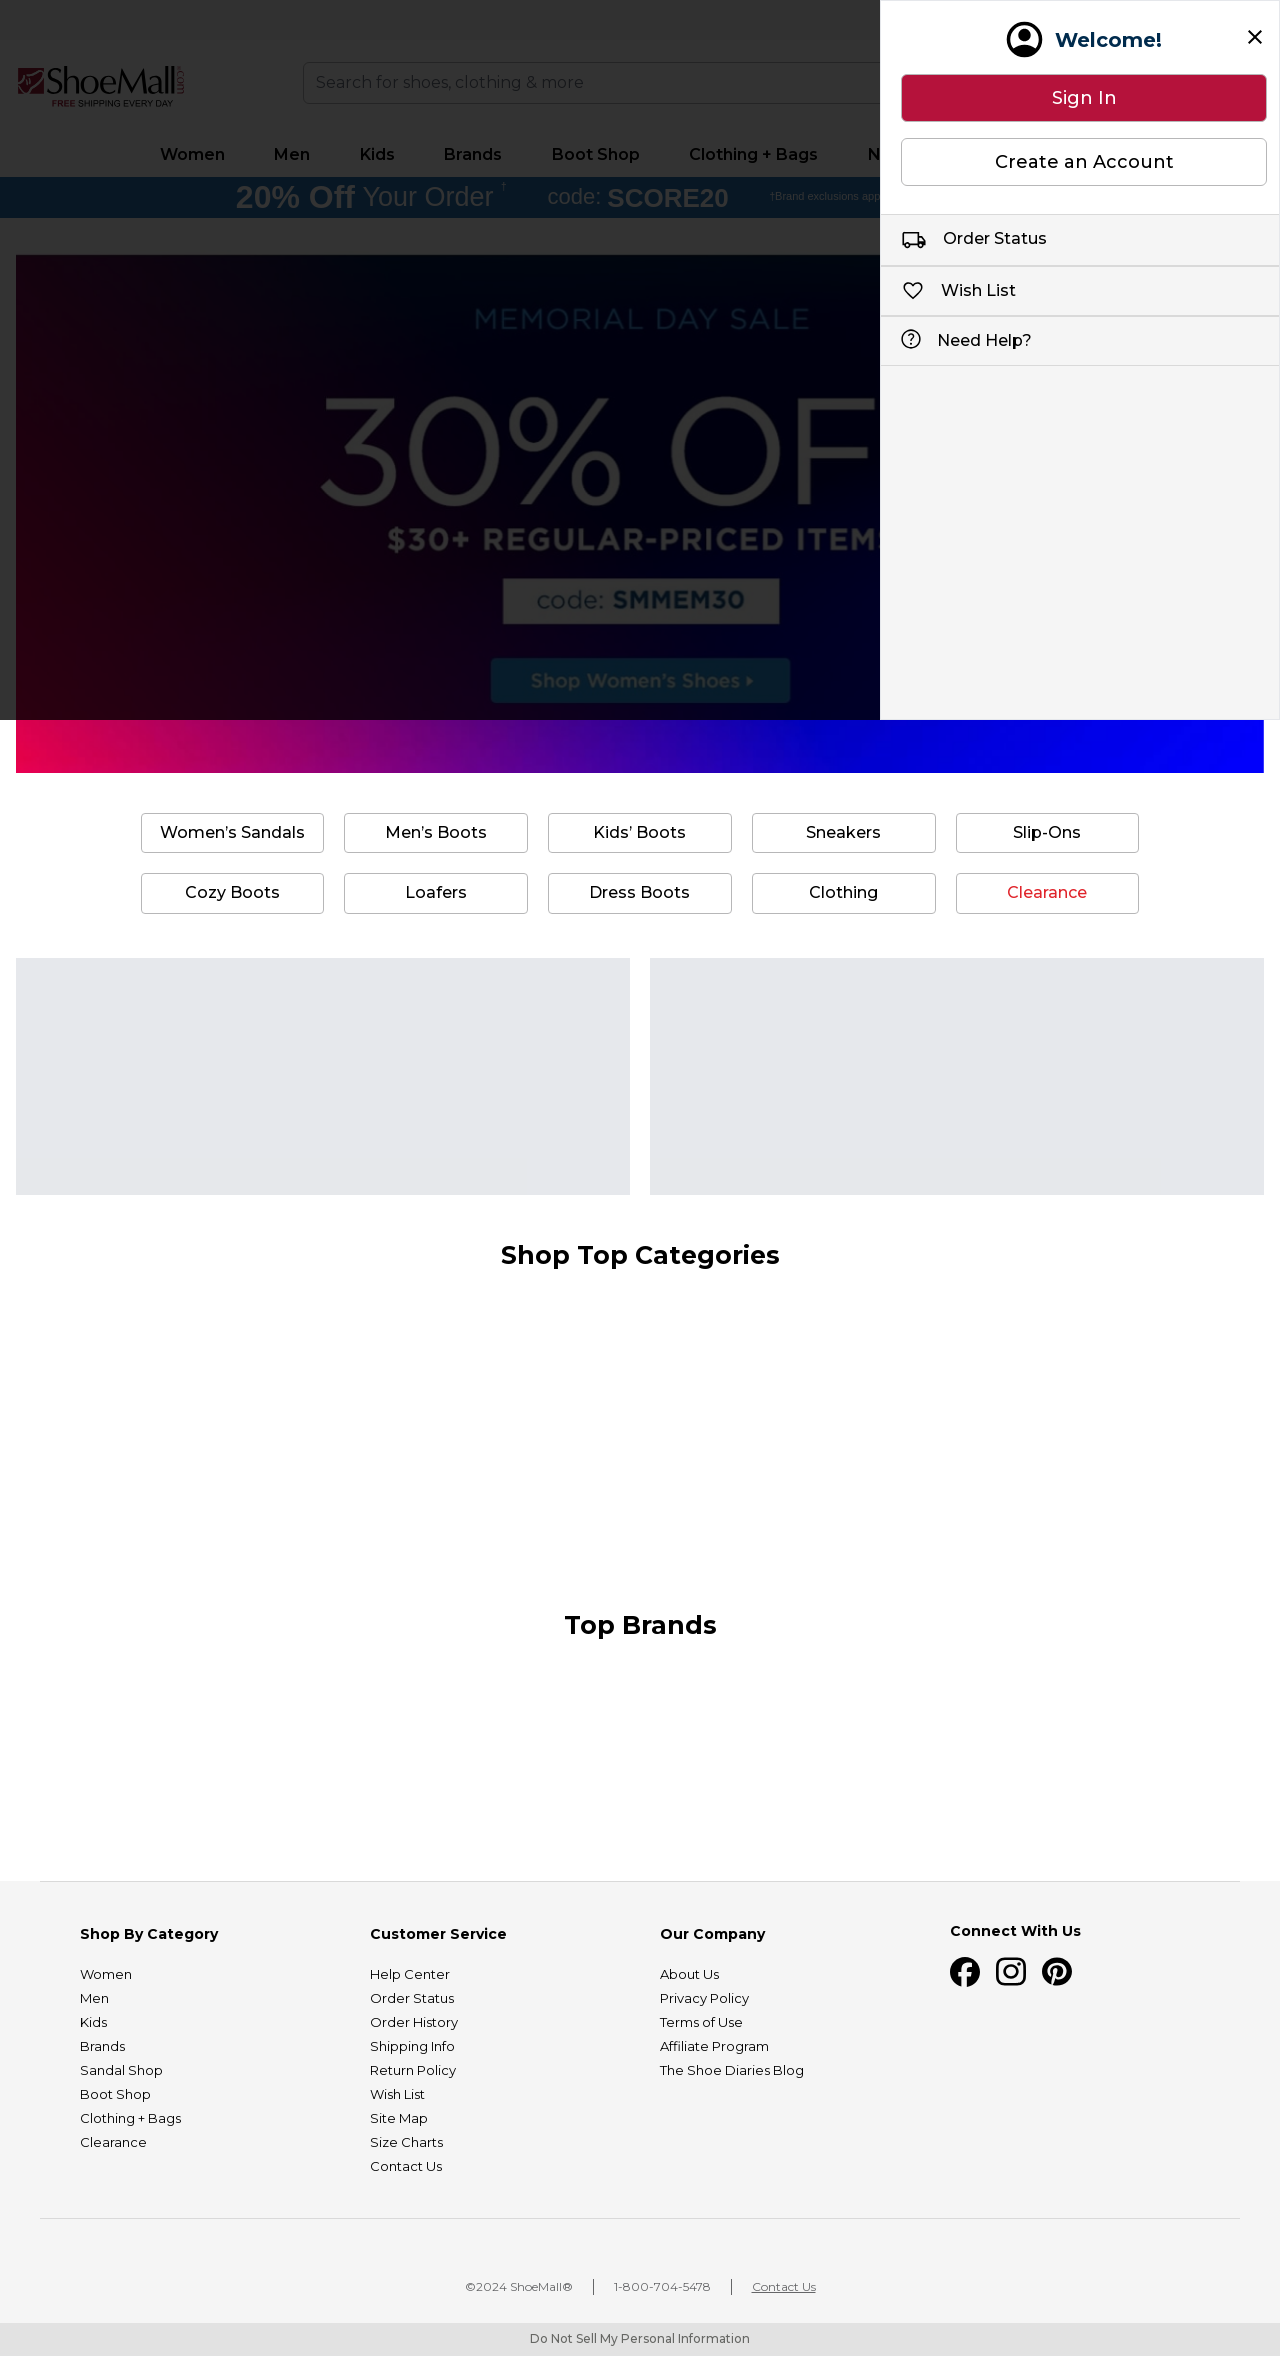 ShoeMall.com
FREE SHIPPING EVERY DAY
Search for shoes, clothing & more
Women Men Kids Brands Boot Shop Clothing + Bags
20% Off Your Order † code: SCORE20 †Brand exclusions
MEMORIAL DAY SALE
30% OF
$30+ REGULAR-PRICED ITEMS
code: SMMEM30
Shop Women's Shoes
Welcome!
Sign In
Create an Account
Order Status
Wish List
Need Help?
Women’s Sandals Men’s Boots Kids’ Boots Sneakers Slip-Ons
Cozy Boots Loafers Dress Boots Clothing Clearance
Shop Top Categories
Top Brands
Shop By Category
Women
Men
Kids
Brands
Sandal Shop
Boot Shop
Clothing + Bags
Clearance
Customer Service
Help Center
Order Status
Order History
Shipping Info
Return Policy
Wish List
Site Map
Size Charts
Contact Us
Our Company
About Us
Privacy Policy
Terms of Use
Affiliate Program
The Shoe Diaries Blog
Connect With Us
©2024 ShoeMall® 1-800-704-5478 Contact Us
Do Not Sell My Personal Information